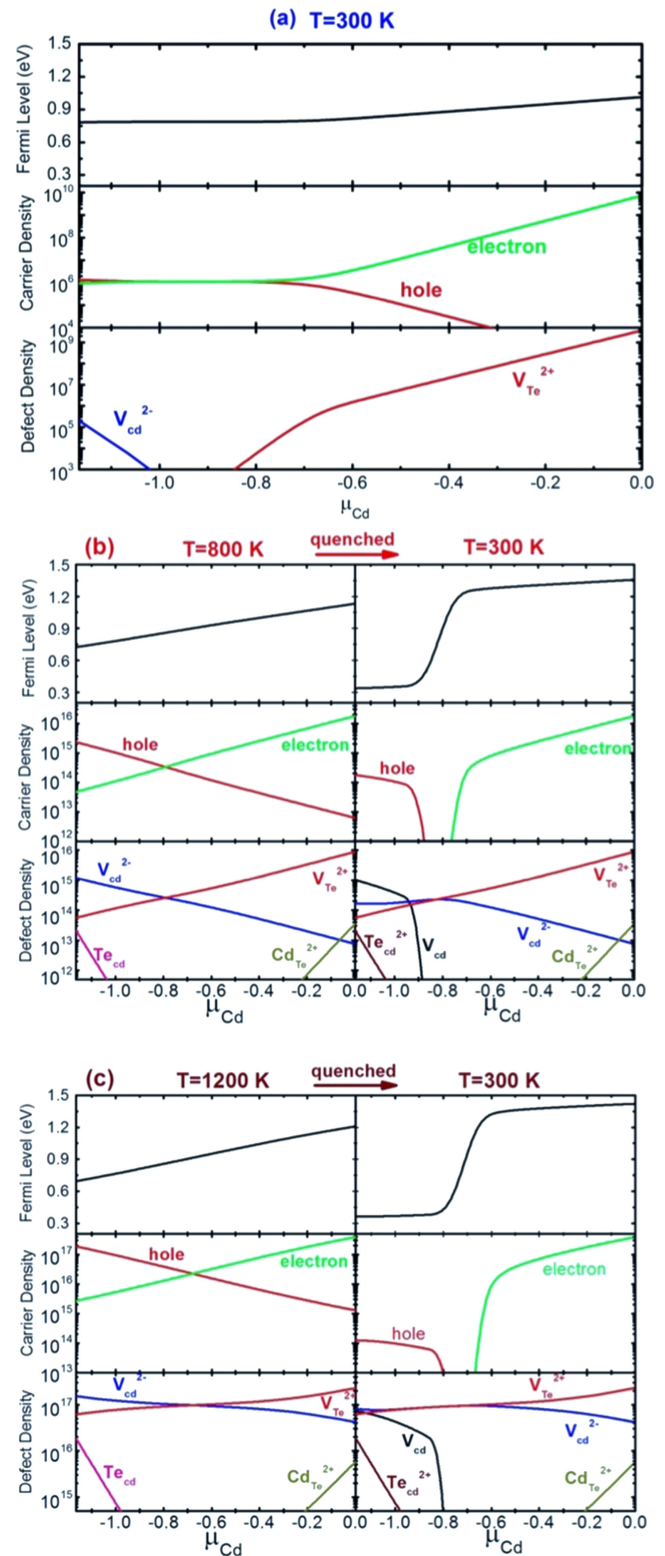 (a) T=300 K
Fermi Level (eV)
1.5
1.2
0.9
0.6
0.3
Carrier Density
10^10
10^8
10^6
10^4
electron
hole
Defect Density
10^9
10^7
10^5
10^3
V_cd^2-
V_Te^2+
-1.0 -0.8 -0.6 -0.4 -0.2 0.0
μ_Cd
(b) T=800 K quenched T=300 K
Fermi Level (eV)
1.5
1.2
0.9
0.6
0.3
Carrier Density
10^16
10^15
10^14
10^13
10^12
hole electron
hole electron
Defect Density
10^16
10^15
10^14
10^13
10^12
V_cd^2- V_Te^2+ Te_cd Cd_Te^2+
V_Te^2+ V_cd^2- Te_cd^2+ V_cd Cd_Te^2+
-1.0 -0.8 -0.6 -0.4 -0.2 0.0 -1.0 -0.8 -0.6 -0.4 -0.2 0.0
μ_Cd μ_Cd
(c) T=1200 K quenched T=300 K
Fermi Level (eV)
1.5
1.2
0.9
0.6
0.3
Carrier Density
10^17
10^16
10^15
10^14
10^13
hole electron
hole electron
Defect Density
10^17
10^16
10^15
V_cd^2- V_Te Te_cd Cd_Te^2+
V_Te^2+ V_cd^2- V_cd Te_cd^2+ Cd_Te^2+
-1.0 -0.8 -0.6 -0.4 -0.2 0.0 -1.0 -0.8 -0.6 -0.4 -0.2 0.0
μ_Cd μ_Cd